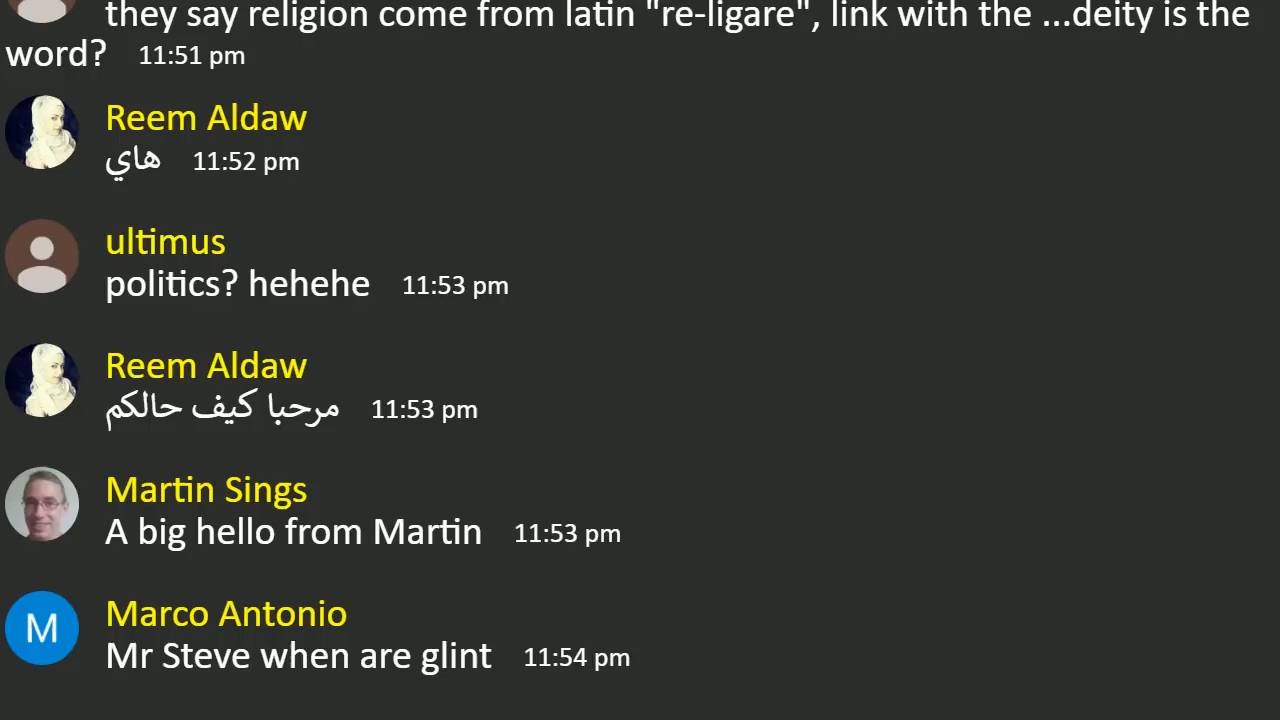 they say religion come from latin "re-ligare", link with the ...deity is the
word? 11:51 pm
Reem Aldaw
هاي 11:52 pm
ultimus
politics? hehehe 11:53 pm
Reem Aldaw
مرحبا كيف حالكم 11:53 pm
Martin Sings
A big hello from Martin 11:53 pm
M
Marco Antonio
Mr Steve when are glint 11:54 pm